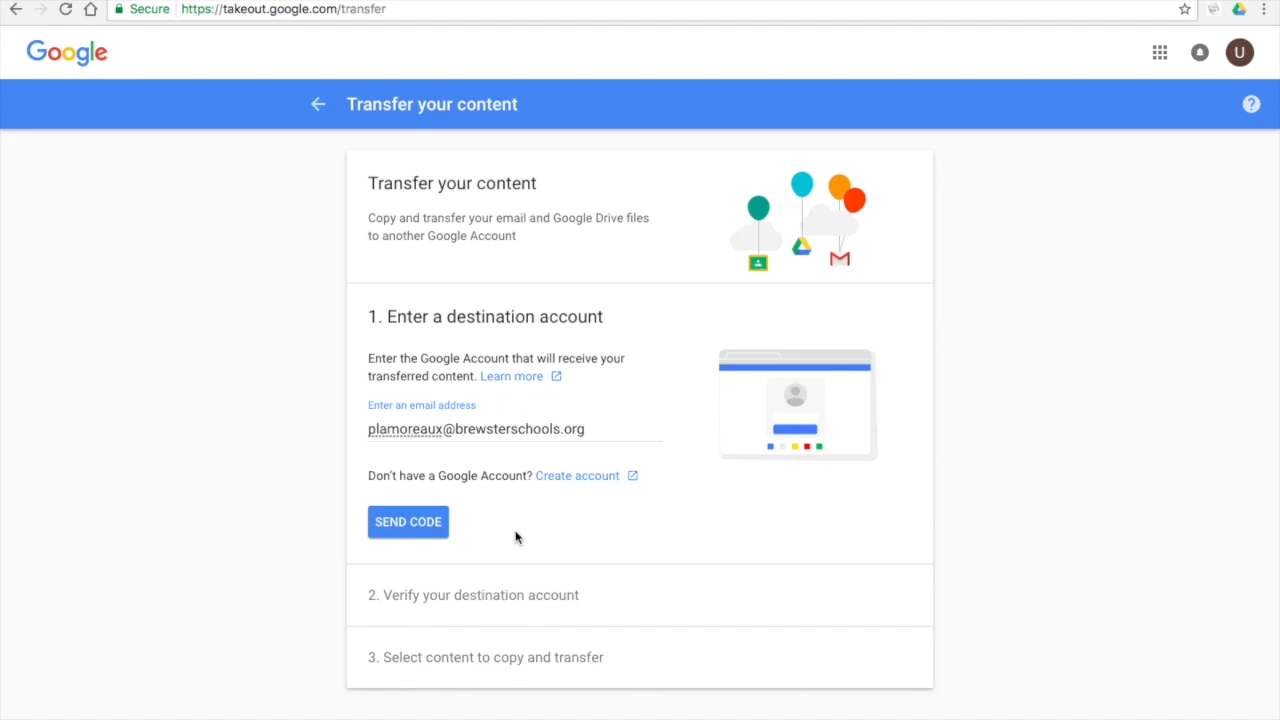 Secure https://takeout.google.com/transfer
Google
U
Transfer your content
?
Transfer your content
Copy and transfer your email and Google Drive files
to another Google Account
1. Enter a destination account
Enter the Google Account that will receive your
transferred content. Learn more
Enter an email address
plamoreaux@brewsterschools.org
Don't have a Google Account? Create account
SEND CODE
2. Verify your destination account
3. Select content to copy and transfer